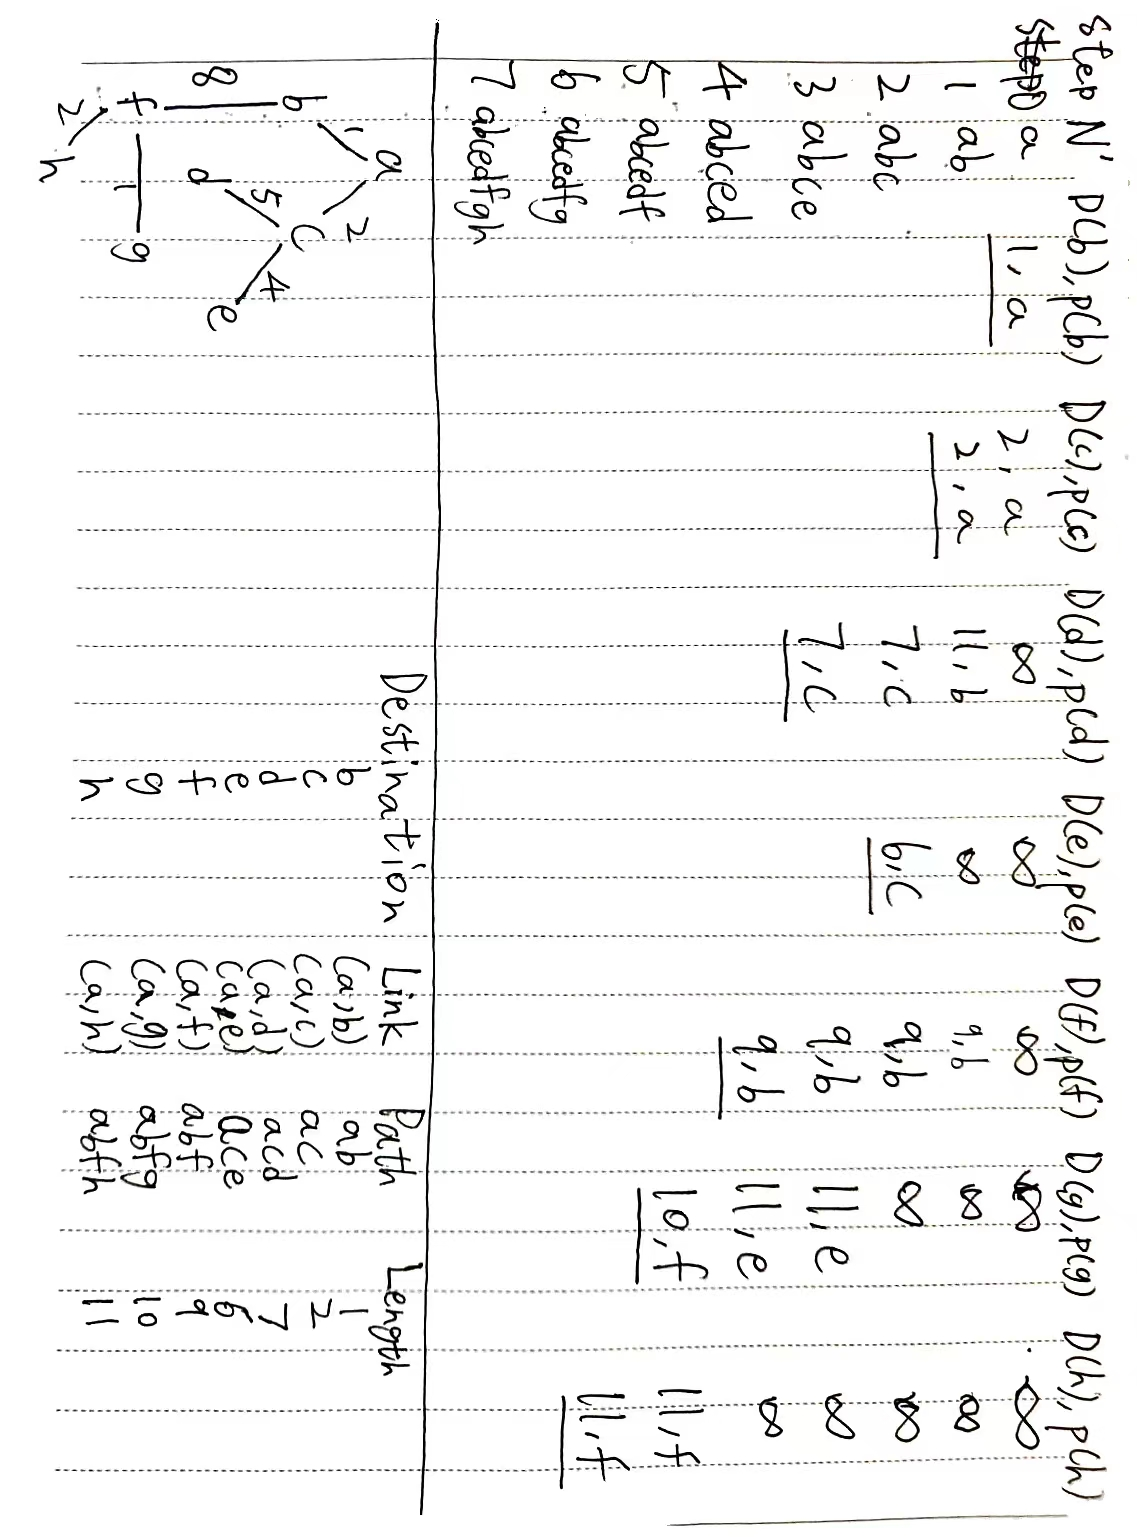 Step N' D(b),p(b) D(c),p(c) D(d),p(d) D(e),p(e) D(f),p(f) D(g),p(g) D(h),p(h)
0 a 1,a 2,a ∞ ∞ ∞ ∞ ∞
1 ab 2,a 11,b ∞ 9,b ∞ ∞
2 abc 7,c 6,c 9,b ∞ ∞
3 abce 7,c 9,b 11,e ∞
4 abced 9,b 11,e ∞
5 abcedf 10,f 11,f
6 abcedfg 11,f
7 abcedfgh
Destination Link Path Length
b (a,b) ab 1
c (a,c) ac 2
d (a,d) acd 7
e (a,e) ace 6
f (a,f) abf 9
g (a,g) abfg 10
h (a,h) abfh 11
a
1 2
b c
8 5 4
d e
f 1 g
2
h